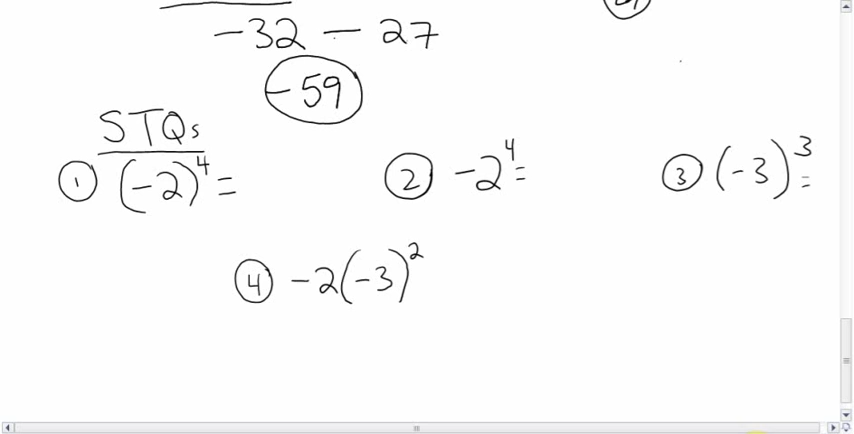 -32 - 27
-59
STQs
① (-2)⁴ =
② -2⁴ =
③ (-3)³ =
④ -2(-3)²